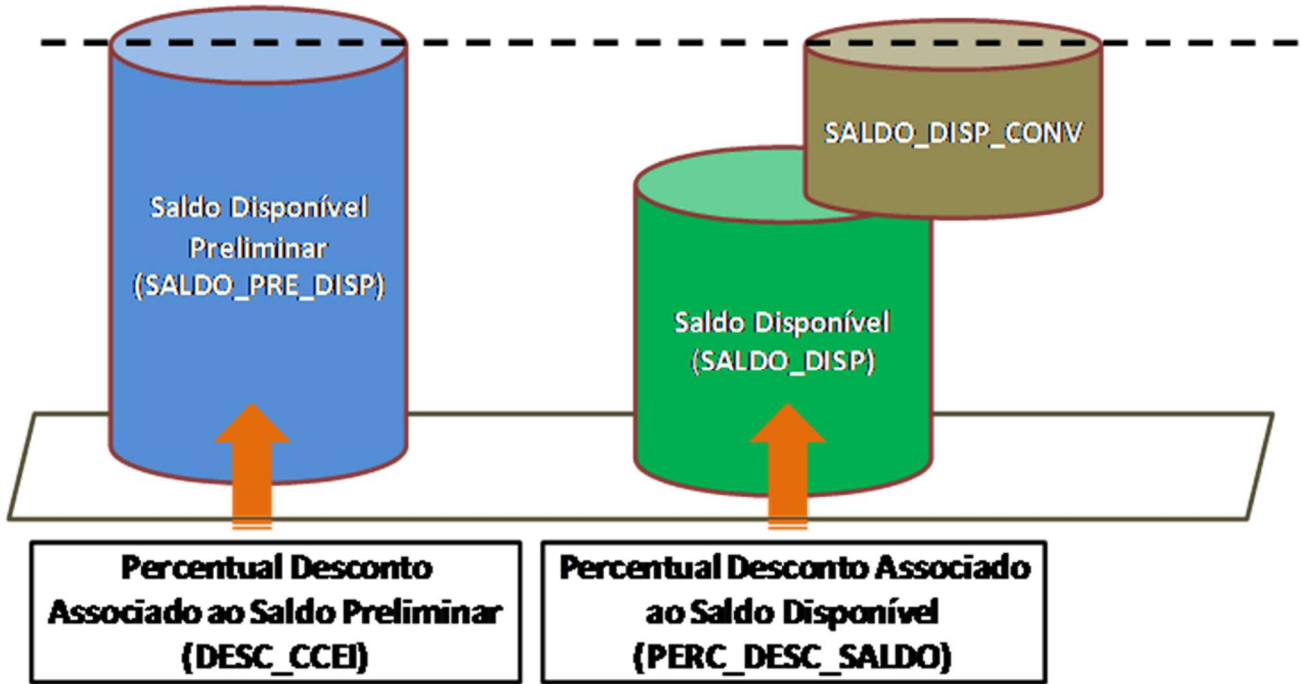 Saldo Disponível
Preliminar
(SALDO_PRE_DISP)
SALDO_DISP_CONV
Saldo Disponível
(SALDO_DISP)
Percentual Desconto
Associado ao Saldo Preliminar
(DESC_CCEI)
Percentual Desconto Associado
ao Saldo Disponível
(PERC_DESC_SALDO)